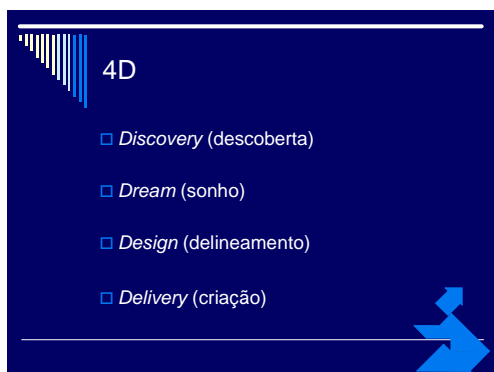 4D
Discovery (descoberta)
Dream (sonho)
Design (delineamento)
Delivery (criação)